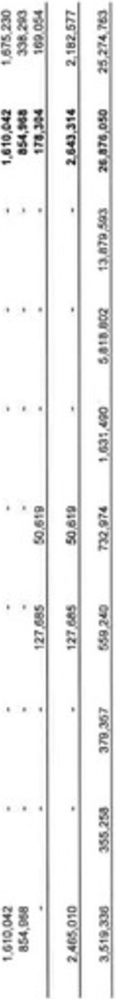 1,610,042 - - - - - - - 1,610,042 1,675,230
854,968 - - - - - - - 854,968 338,293
- - - 127,685 50,619 - - - 178,304 169,054
2,465,010 - - 127,685 50,619 - - - 2,643,314 2,182,577
3,519,336 355,258 379,357 559,240 732,974 1,631,490 5,818,802 13,879,593 26,876,050 25,274,763